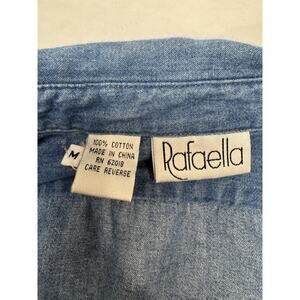 M
100% COTTON
MADE IN CHINA
RN 62018
CARE REVERSE
Rafaella